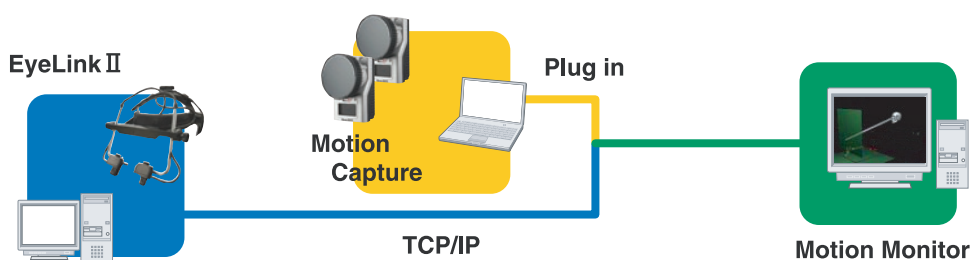 EyeLink Ⅱ
Motion
Capture
Plug in
TCP/IP
Motion Monitor